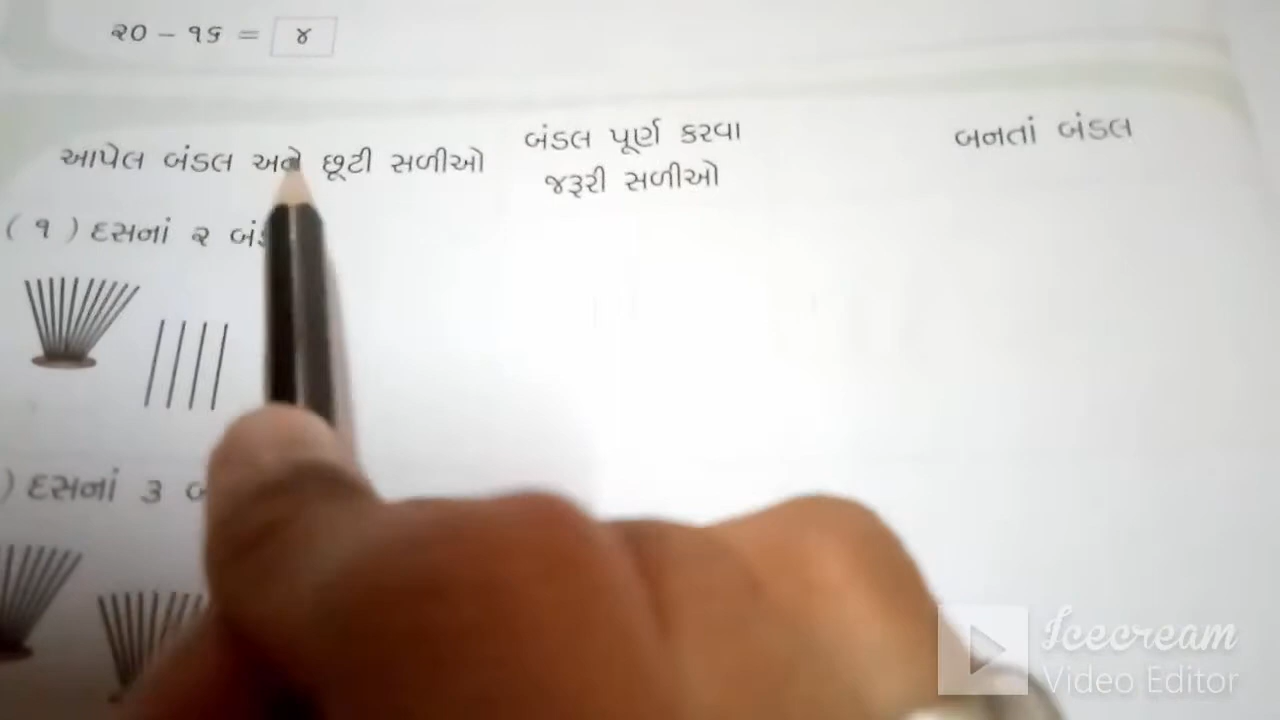 ૨૦ – ૧૬ = ૪
આપેલ બંડલ અને છૂટી સળીઓ
બંડલ પૂર્ણ કરવા
જરૂરી સળીઓ
બનતાં બંડલ
( ૧ ) દસનાં ૨
) દસનાં ૩
Icecream
Video Editor